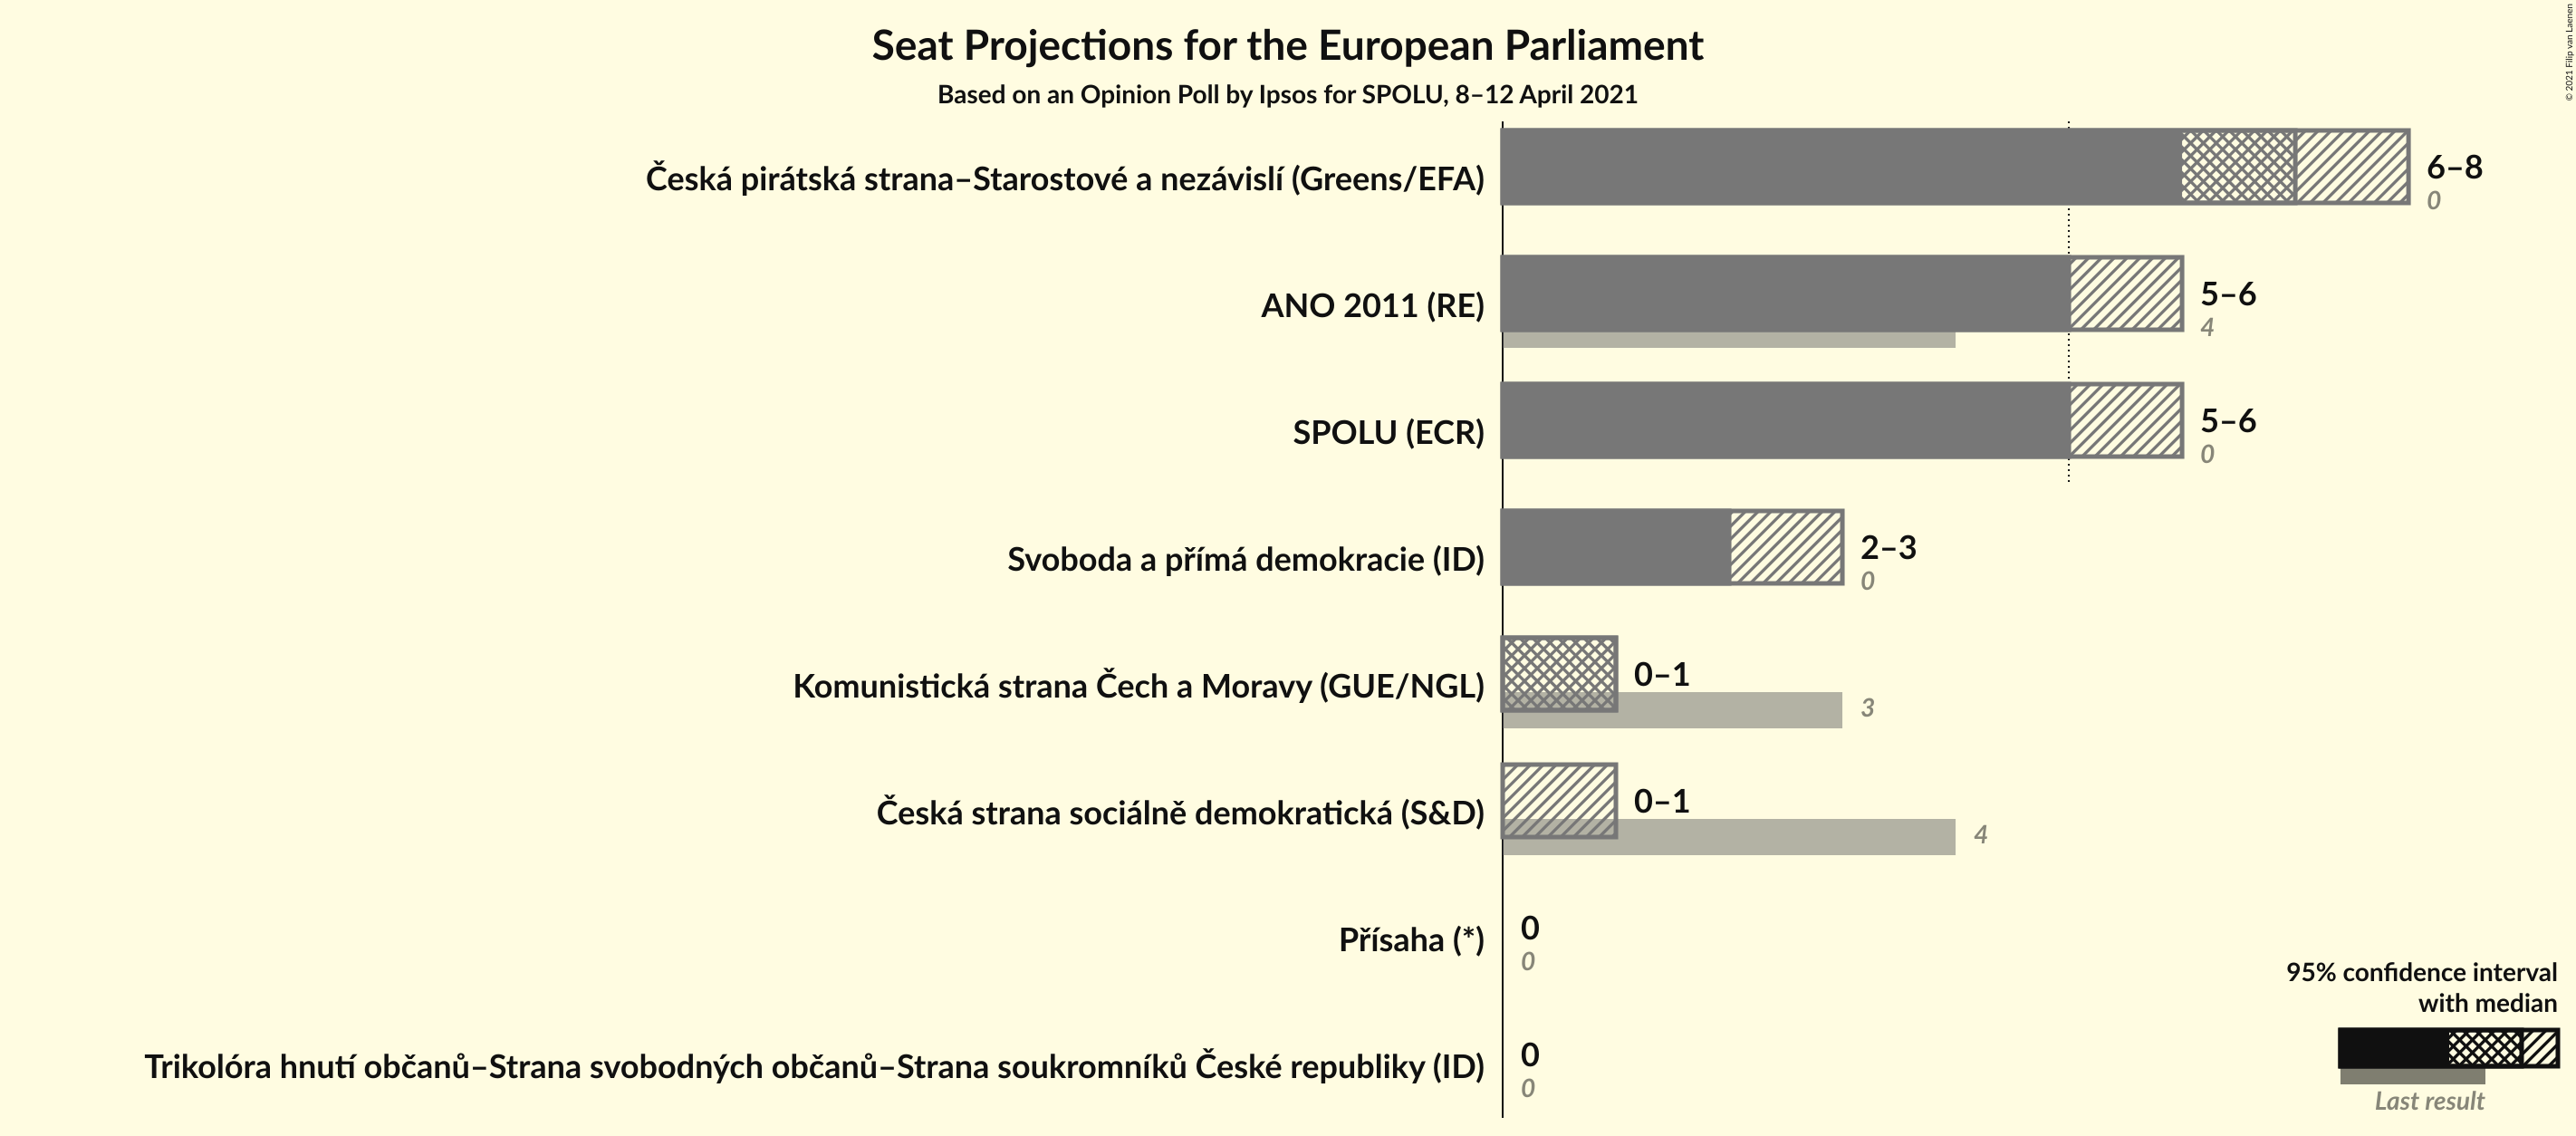 Seat Projections for the European Parliament
Based on an Opinion Poll by Ipsos for SPOLU, 8–12 April 2021
© 2021 Filip van Laenen
Česká pirátská strana–Starostové a nezávislí (Greens/EFA)
6–8
0
ANO 2011 (RE)
5–6
4
SPOLU (ECR)
5–6
0
Svoboda a přímá demokracie (ID)
2–3
0
Komunistická strana Čech a Moravy (GUE/NGL)
0–1
3
Česká strana sociálně demokratická (S&D)
0–1
4
Přísaha (*)
0
0
Trikolóra hnutí občanů–Strana svobodných občanů–Strana soukromníků České republiky (ID)
0
0
95% confidence interval
with median
Last result